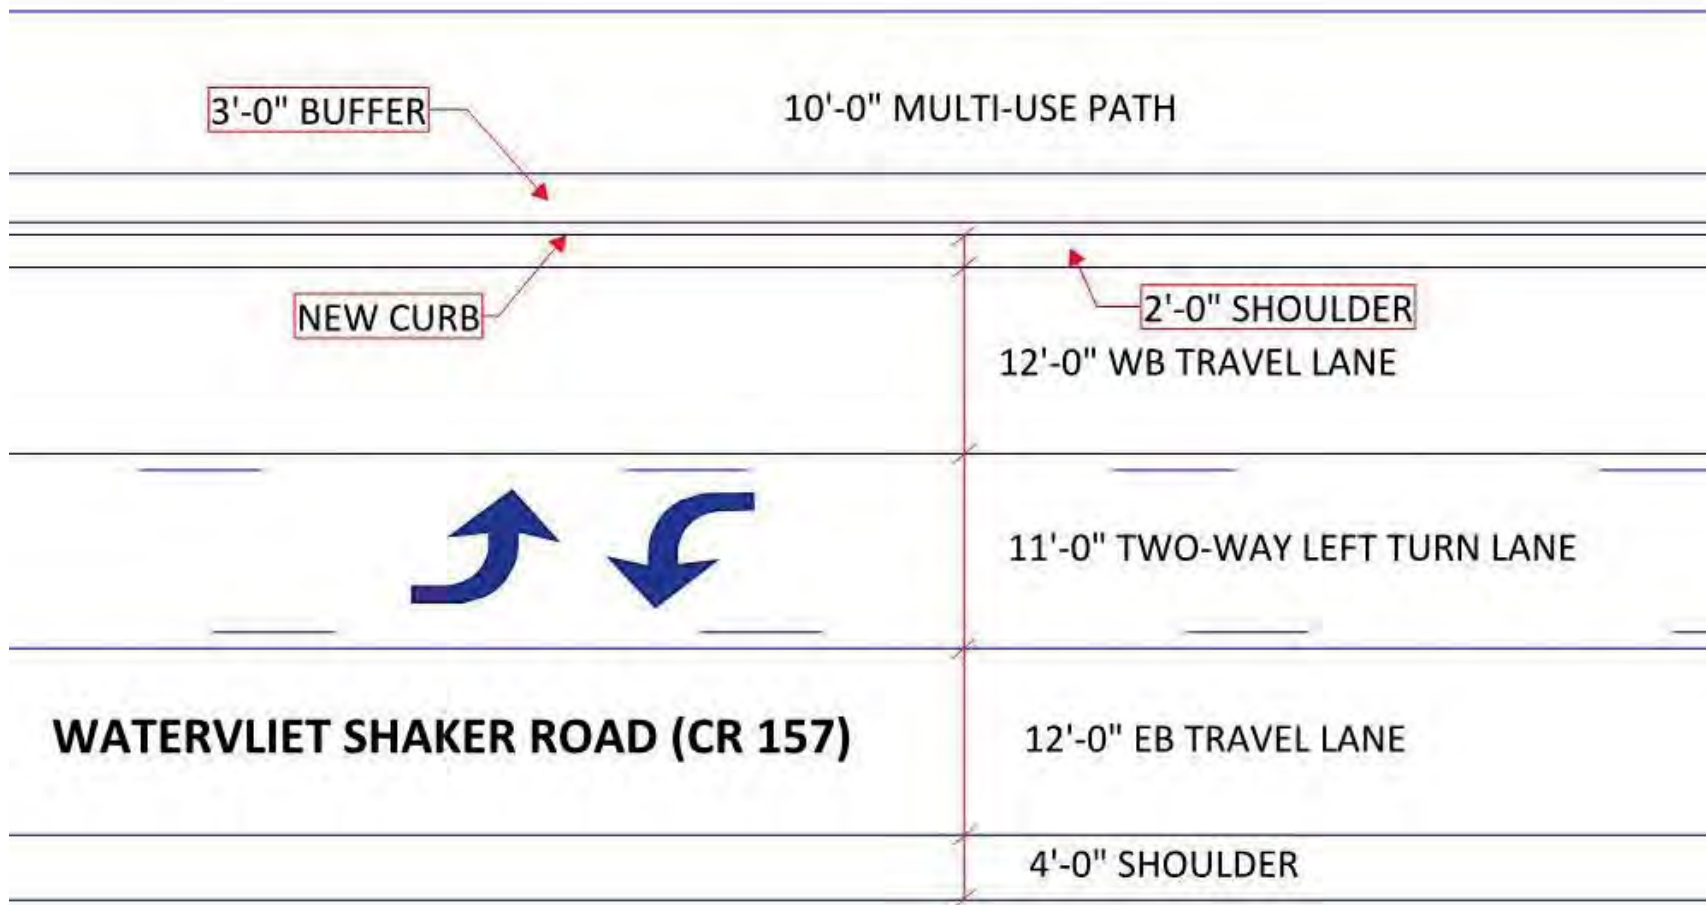 3'-0" BUFFER
10'-0" MULTI-USE PATH
NEW CURB
2'-0" SHOULDER
12'-0" WB TRAVEL LANE
11'-0" TWO-WAY LEFT TURN LANE
WATERVLIET SHAKER ROAD (CR 157)
12'-0" EB TRAVEL LANE
4'-0" SHOULDER